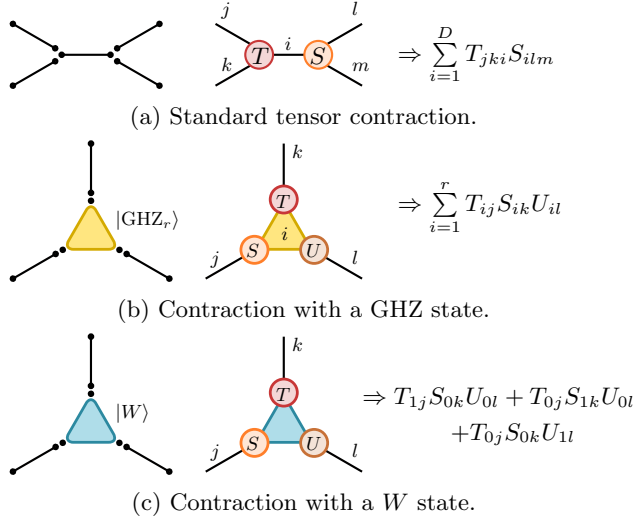 j l
T i S
k m
⇒ \sum_{i=1}^{D} T_{jki} S_{ilm}
(a) Standard tensor contraction.
k
|GHZ_r⟩ T
i
S U
j l
⇒ \sum_{i=1}^{r} T_{ij} S_{ik} U_{il}
(b) Contraction with a GHZ state.
k
|W⟩ T
S U
j l
⇒ T_{1j} S_{0k} U_{0l} + T_{0j} S_{1k} U_{0l}
+T_{0j} S_{0k} U_{1l}
(c) Contraction with a W state.